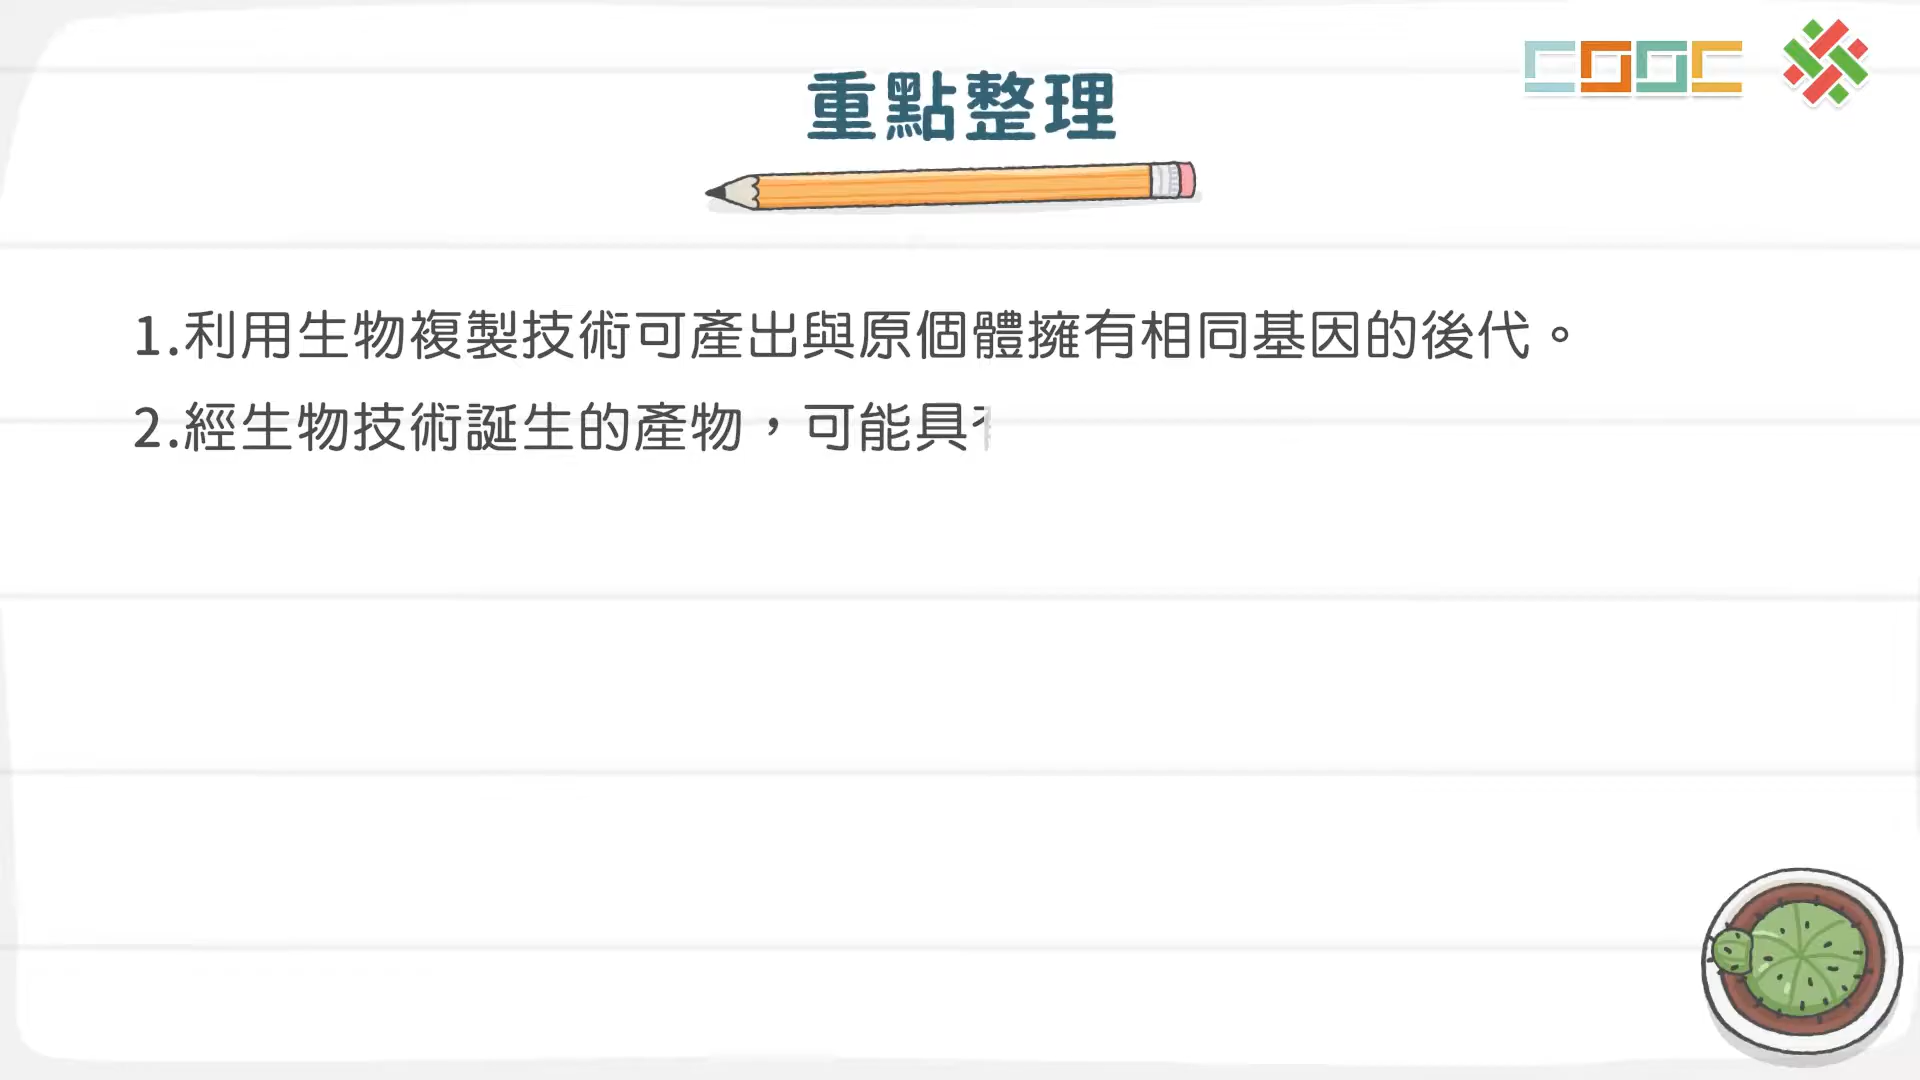 COOC
重點整理
1.利用生物複製技術可產出與原個體擁有相同基因的後代。
2.經生物技術誕生的產物，可能具